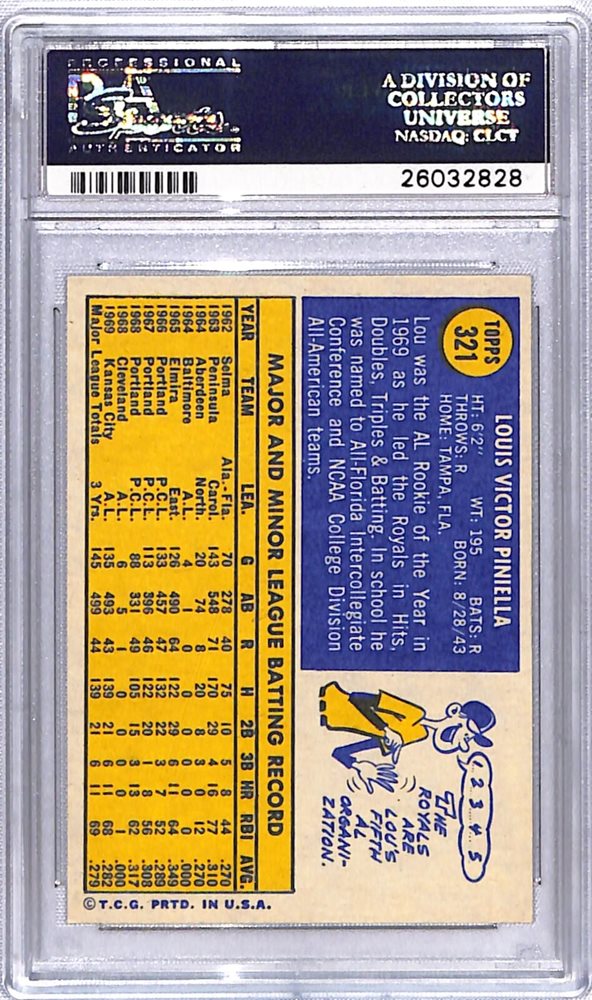 PROFESSIONAL
AUTHENTICATOR
A DIVISION OF
COLLECTORS
UNIVERSE
NASDAQ: CLCT
26032828
TOPPS
321
LOUIS VICTOR PINIELLA
HT: 6'2" WT: 195 BATS: R
THROWS: R BORN: 8/28/43
HOME: TAMPA, FLA.
Lou was the AL Rookie of the Year in
1969 as he led the Royals in Hits,
Doubles, Triples & Batting. In school he
was named to All-Florida Intercollegiate
Conference and NCAA College Division
All-American teams.
1 2 3 4 5
THE
ROYALS
ARE
LOU'S
FIFTH
AL
ORGANI-
ZATION.
MAJOR AND MINOR LEAGUE BATTING RECORD
YEAR TEAM LEA. G AB R H 2B 3B HR RBI AVG.
1962 Selma Ala.-Fla. 70 278 40 75 10 5 8 44 .270
1963 Peninsula Carol. 143 548 71 170 29 4 16 77 .310
1964 Aberdeen North. 20 74 8 20 8 3 0 12 .270
1964 Baltimore A.L. 4 1 0 0 0 0 0 0 .000
1965 Elmira East. 126 490 64 122 29 6 11 64 .249
1966 Portland P.C.L. 133 457 47 132 22 3 7 52 .289
1967 Portland P.C.L. 113 396 46 122 20 1 8 56 .308
1968 Portland P.C.L. 88 331 49 105 15 3 13 62 .317
1968 Cleveland A.L. 6 5 1 0 0 0 0 1 .000
1969 Kansas City A.L. 135 493 43 139 21 6 11 68 .282
Major League Totals 3 Yrs. 145 499 44 139 21 6 11 69 .279
© T.C.G. PRTD. IN U.S.A.